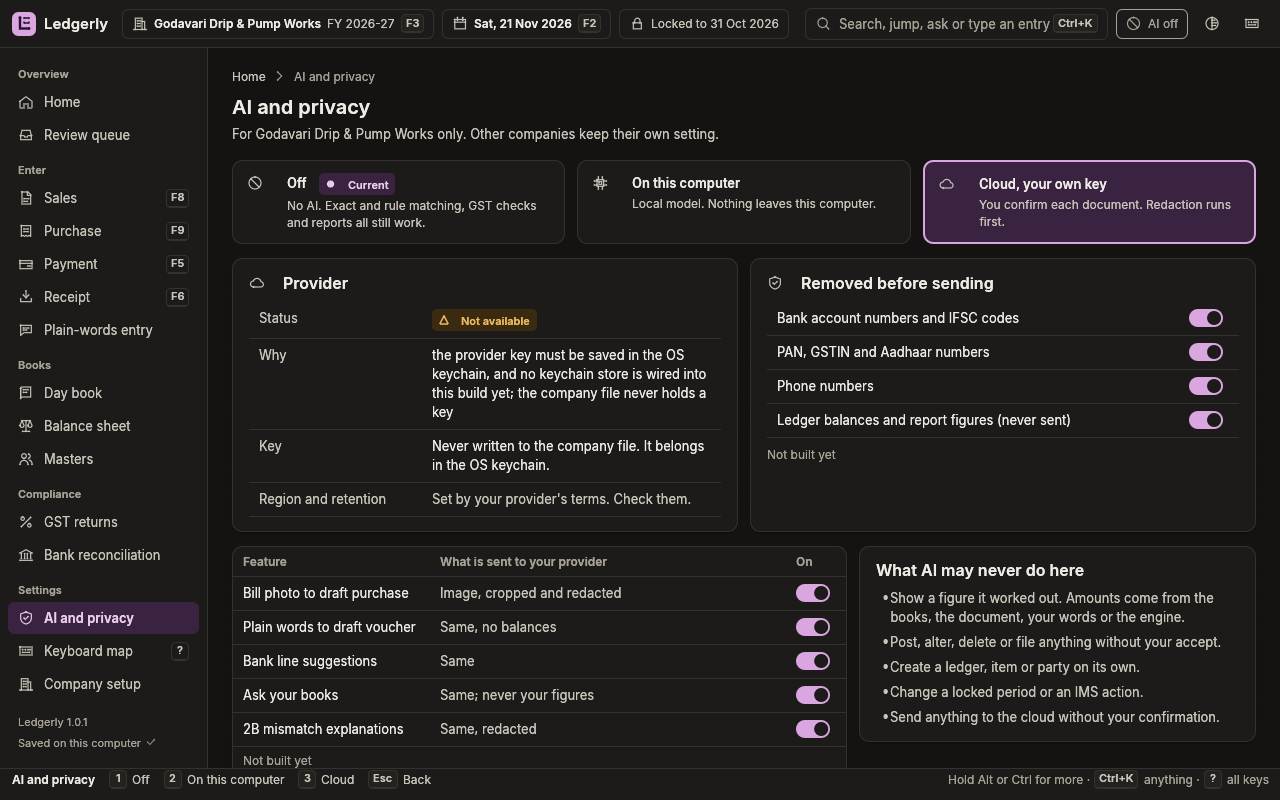 Ledgerly
Godavari Drip & Pump Works FY 2026-27 F3
Sat, 21 Nov 2026 F2
Locked to 31 Oct 2026
Search, jump, ask or type an entry Ctrl+K
AI off
Overview
Home
Review queue
Enter
Sales F8
Purchase F9
Payment F5
Receipt F6
Plain-words entry
Books
Day book
Balance sheet
Masters
Compliance
GST returns
Bank reconciliation
Settings
AI and privacy
Keyboard map ?
Company setup
Ledgerly 1.0.1
Saved on this computer
Home > AI and privacy
AI and privacy
For Godavari Drip & Pump Works only. Other companies keep their own setting.
Off Current
No AI. Exact and rule matching, GST checks
and reports all still work.
On this computer
Local model. Nothing leaves this computer.
Cloud, your own key
You confirm each document. Redaction runs
first.
Provider
Status Not available
Why the provider key must be saved in the OS
keychain, and no keychain store is wired into
this build yet; the company file never holds a
key
Key Never written to the company file. It belongs
in the OS keychain.
Region and retention Set by your provider's terms. Check them.
Removed before sending
Bank account numbers and IFSC codes
PAN, GSTIN and Aadhaar numbers
Phone numbers
Ledger balances and report figures (never sent)
Not built yet
Feature What is sent to your provider On
Bill photo to draft purchase Image, cropped and redacted
Plain words to draft voucher Same, no balances
Bank line suggestions Same
Ask your books Same; never your figures
2B mismatch explanations Same, redacted
Not built yet
What AI may never do here
•Show a figure it worked out. Amounts come from the
books, the document, your words or the engine.
•Post, alter, delete or file anything without your accept.
•Create a ledger, item or party on its own.
•Change a locked period or an IMS action.
•Send anything to the cloud without your confirmation.
AI and privacy 1 Off 2 On this computer 3 Cloud Esc Back
Hold Alt or Ctrl for more · Ctrl+K anything · ? all keys